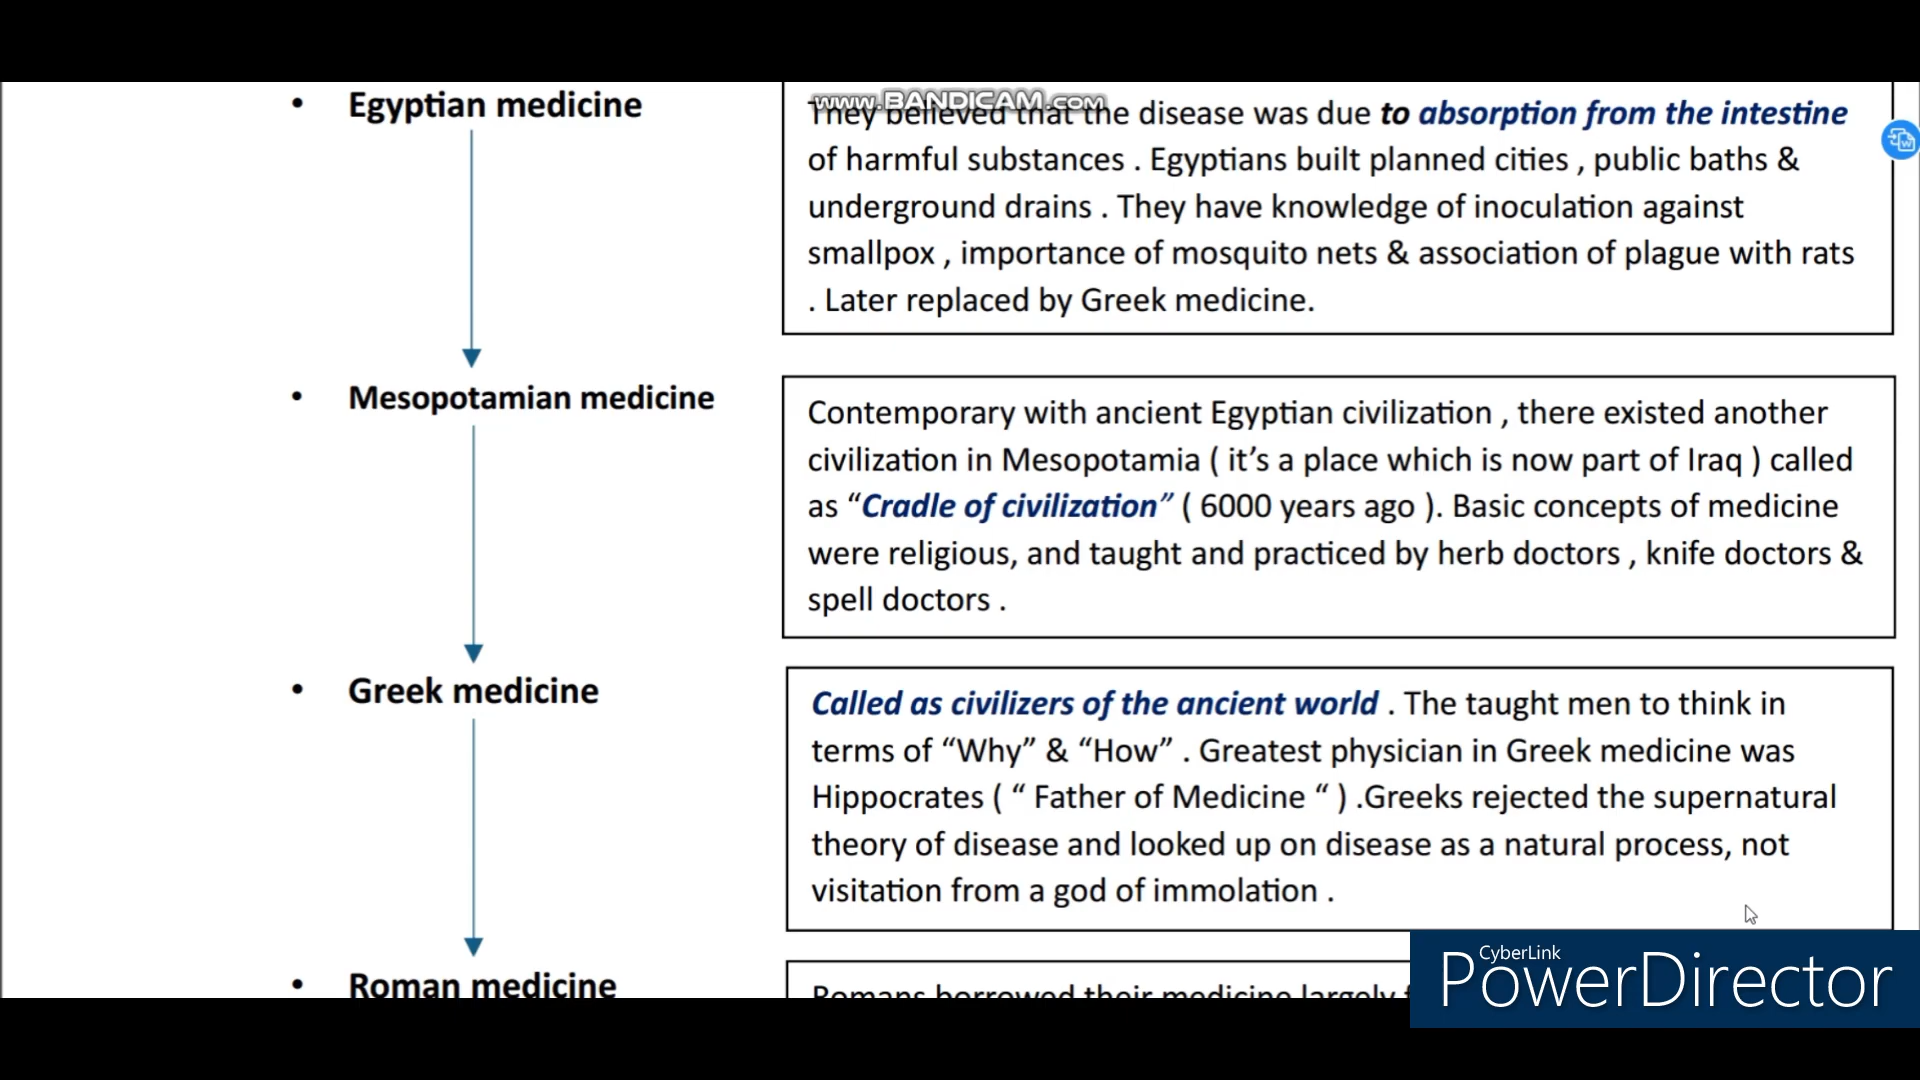 • Egyptian medicine
www.BANDICAM.com
They believed that the disease was due to absorption from the intestine
of harmful substances . Egyptians built planned cities , public baths &
underground drains . They have knowledge of inoculation against
smallpox , importance of mosquito nets & association of plague with rats
. Later replaced by Greek medicine.
• Mesopotamian medicine
Contemporary with ancient Egyptian civilization , there existed another
civilization in Mesopotamia ( it’s a place which is now part of Iraq ) called
as “Cradle of civilization” ( 6000 years ago ). Basic concepts of medicine
were religious, and taught and practiced by herb doctors , knife doctors &
spell doctors .
• Greek medicine
Called as civilizers of the ancient world . The taught men to think in
terms of “Why” & “How” . Greatest physician in Greek medicine was
Hippocrates ( “ Father of Medicine “ ) .Greeks rejected the supernatural
theory of disease and looked up on disease as a natural process, not
visitation from a god of immolation .
• Roman medicine
Romans borrowed their medicine largely
CyberLink
PowerDirector